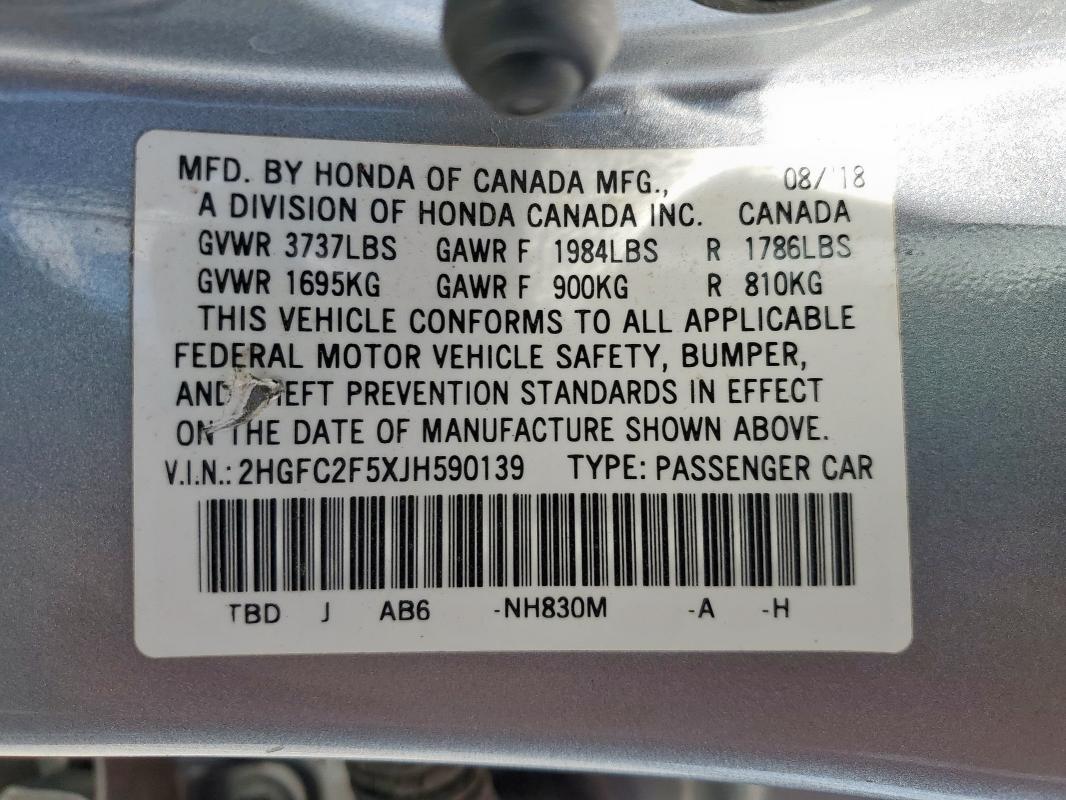 MFD. BY HONDA OF CANADA MFG., 08/18
A DIVISION OF HONDA CANADA INC. CANADA
GVWR 3737LBS GAWR F 1984LBS R 1786LBS
GVWR 1695KG GAWR F 900KG R 810KG
THIS VEHICLE CONFORMS TO ALL APPLICABLE
FEDERAL MOTOR VEHICLE SAFETY, BUMPER,
AND THEFT PREVENTION STANDARDS IN EFFECT
ON THE DATE OF MANUFACTURE SHOWN ABOVE.
V.I.N.: 2HGFC2F5XJH590139 TYPE: PASSENGER CAR
TBD J AB6 -NH830M -A -H